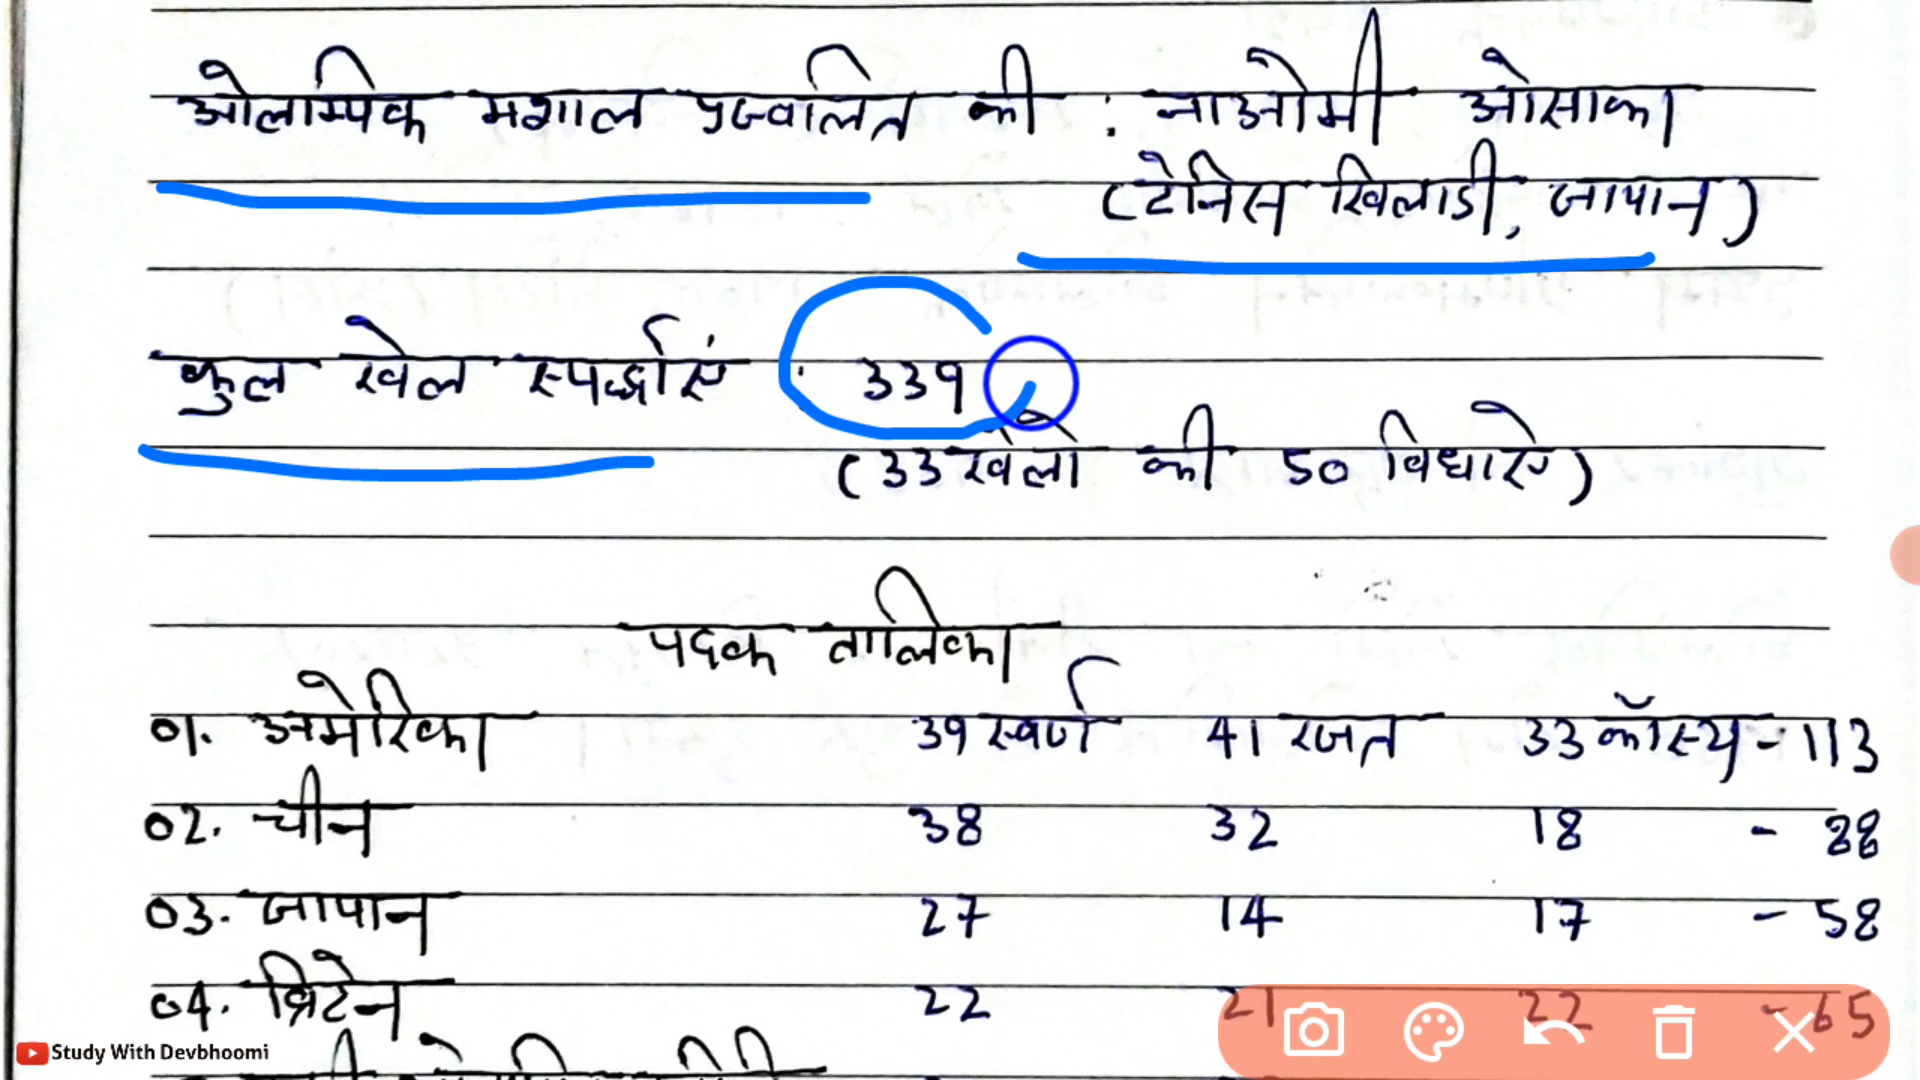 ओलम्पिक मशाल प्रज्वलित की : नाओमी ओसाका
(टेनिस खिलाडी, जापान)
कुल खेल स्पर्द्धाएं : 339
(33 खेलो की 50 विधाएे)
पदक तालिका
01. अमेरिका 39 स्वर्ण 41 रजत 33 कॉस्य - 113
02. चीन 38 32 18 - 88
03. जापान 27 14 17 - 58
04. ब्रिटेन 22 21 22 - 65
Study With Devbhoomi